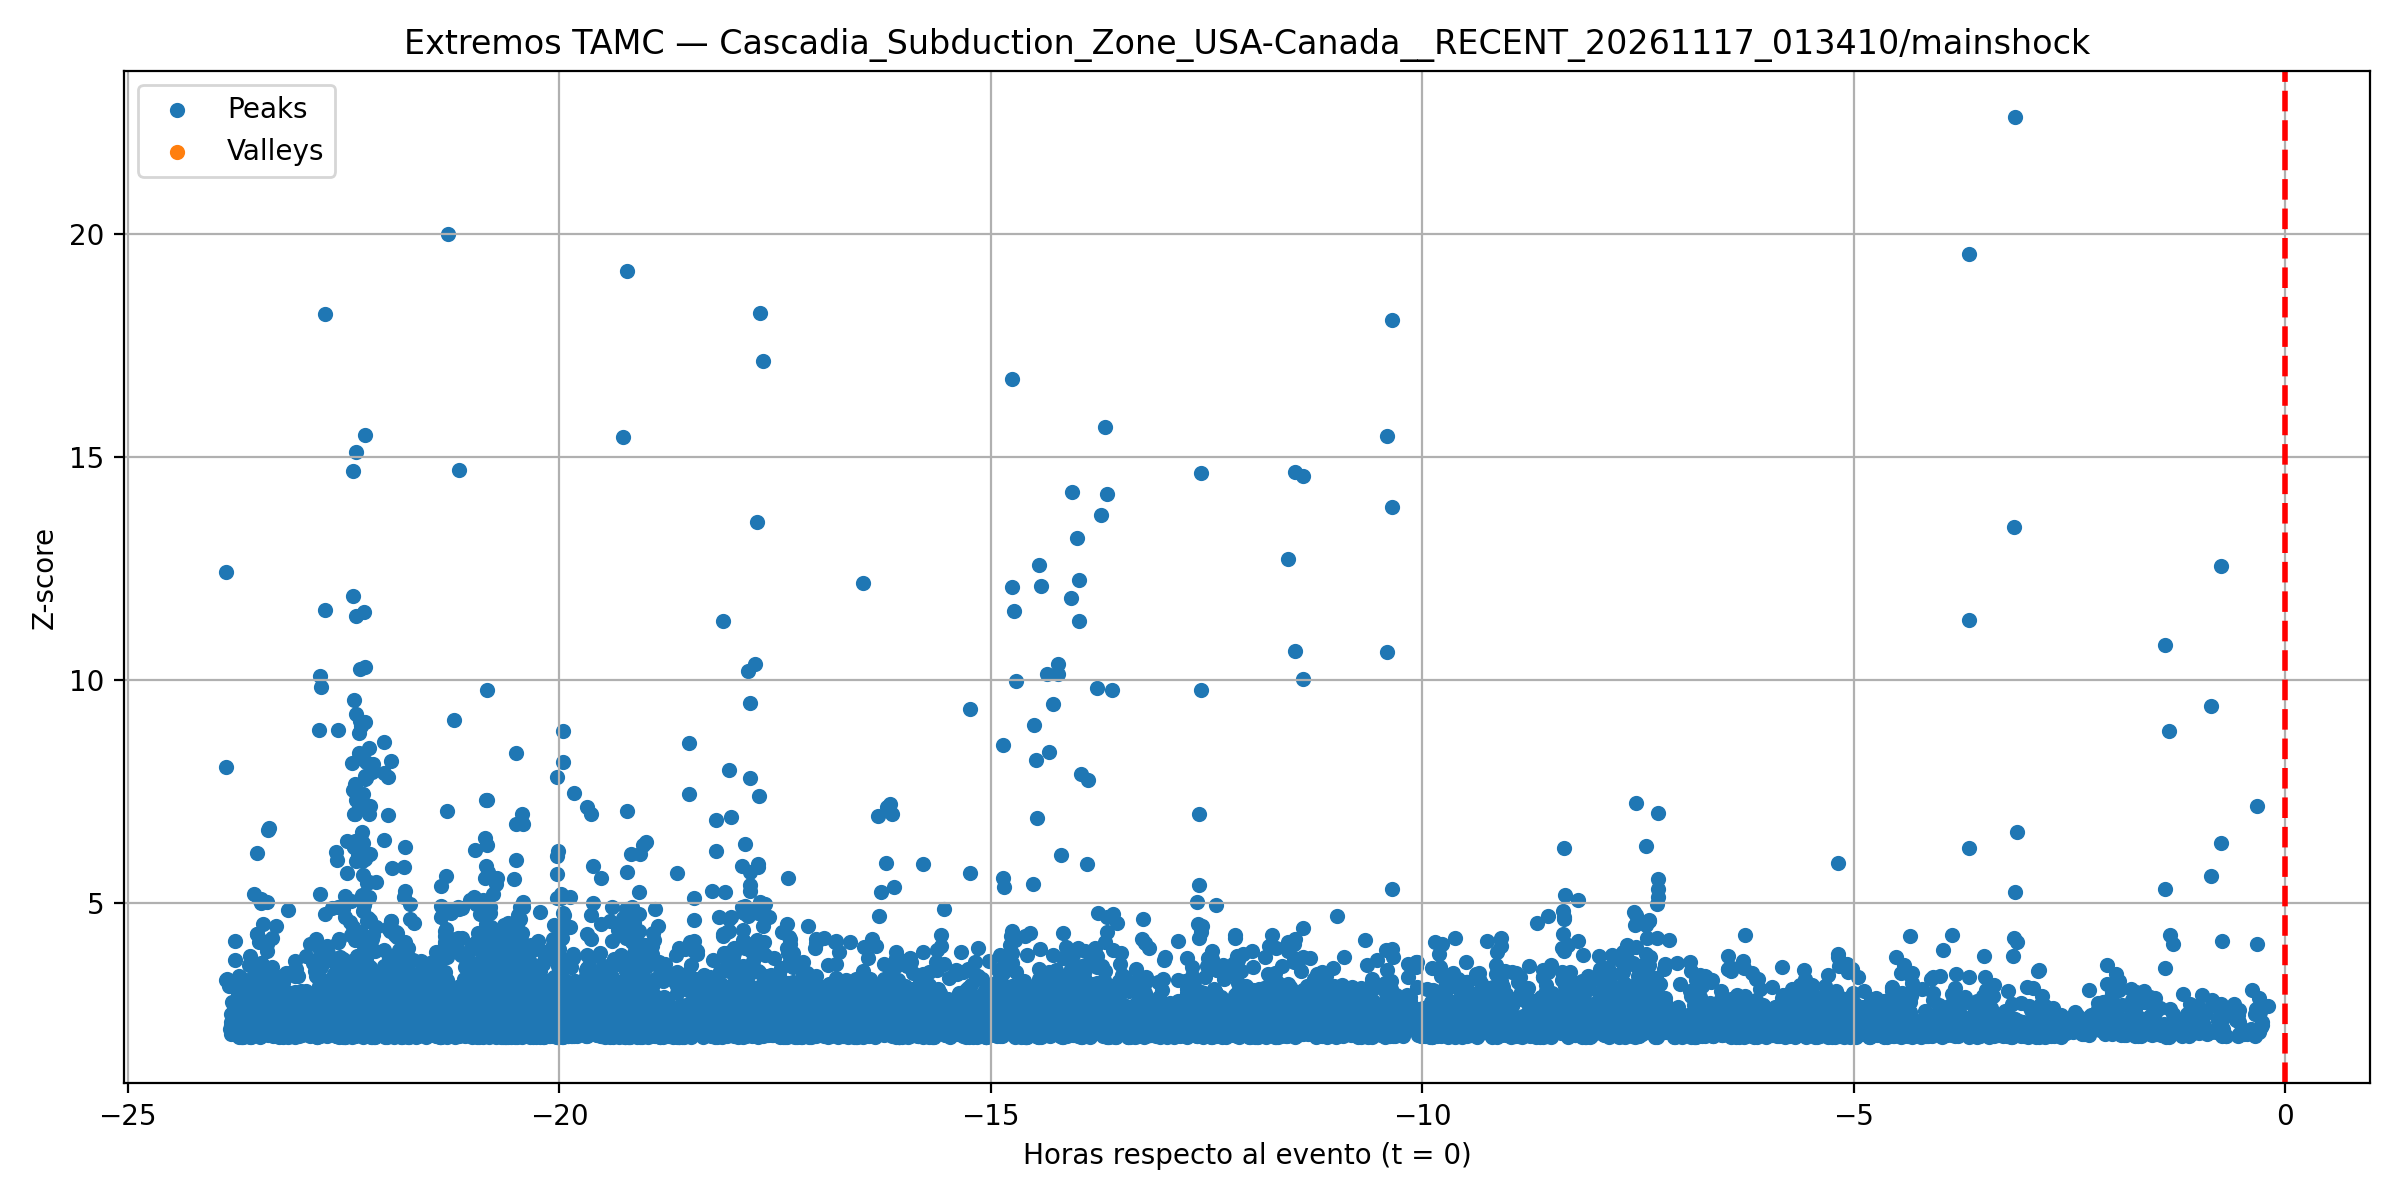 Extremos TAMC — Cascadia_Subduction_Zone_USA-Canada__RECENT_20261117_013410/mainshock
Peaks
Valleys
20
15
10
5
Z-score
−25
−20
−15
−10
−5
0
Horas respecto al evento (t = 0)